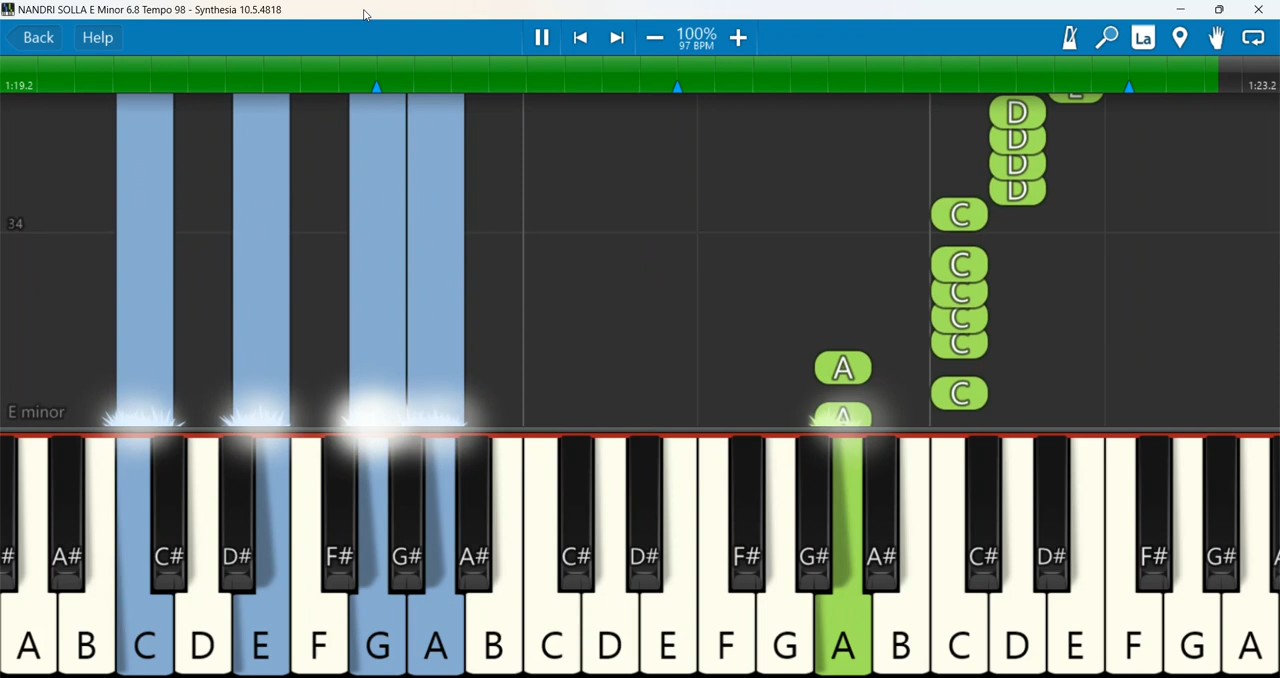 NANDRI SOLLA E Minor 6.8 Tempo 98 - Synthesia 10.5.4818
Back Help 100% La
97 BPM
1:19.2 1:23.2
E
D
D
D
D
34 C
C
C
C
C
A
C
E minor A
# A# C# D# F# G# A# C# D# F# G# A# C# D# F# G#
A B C D E F G A B C D E F G A B C D E F G A